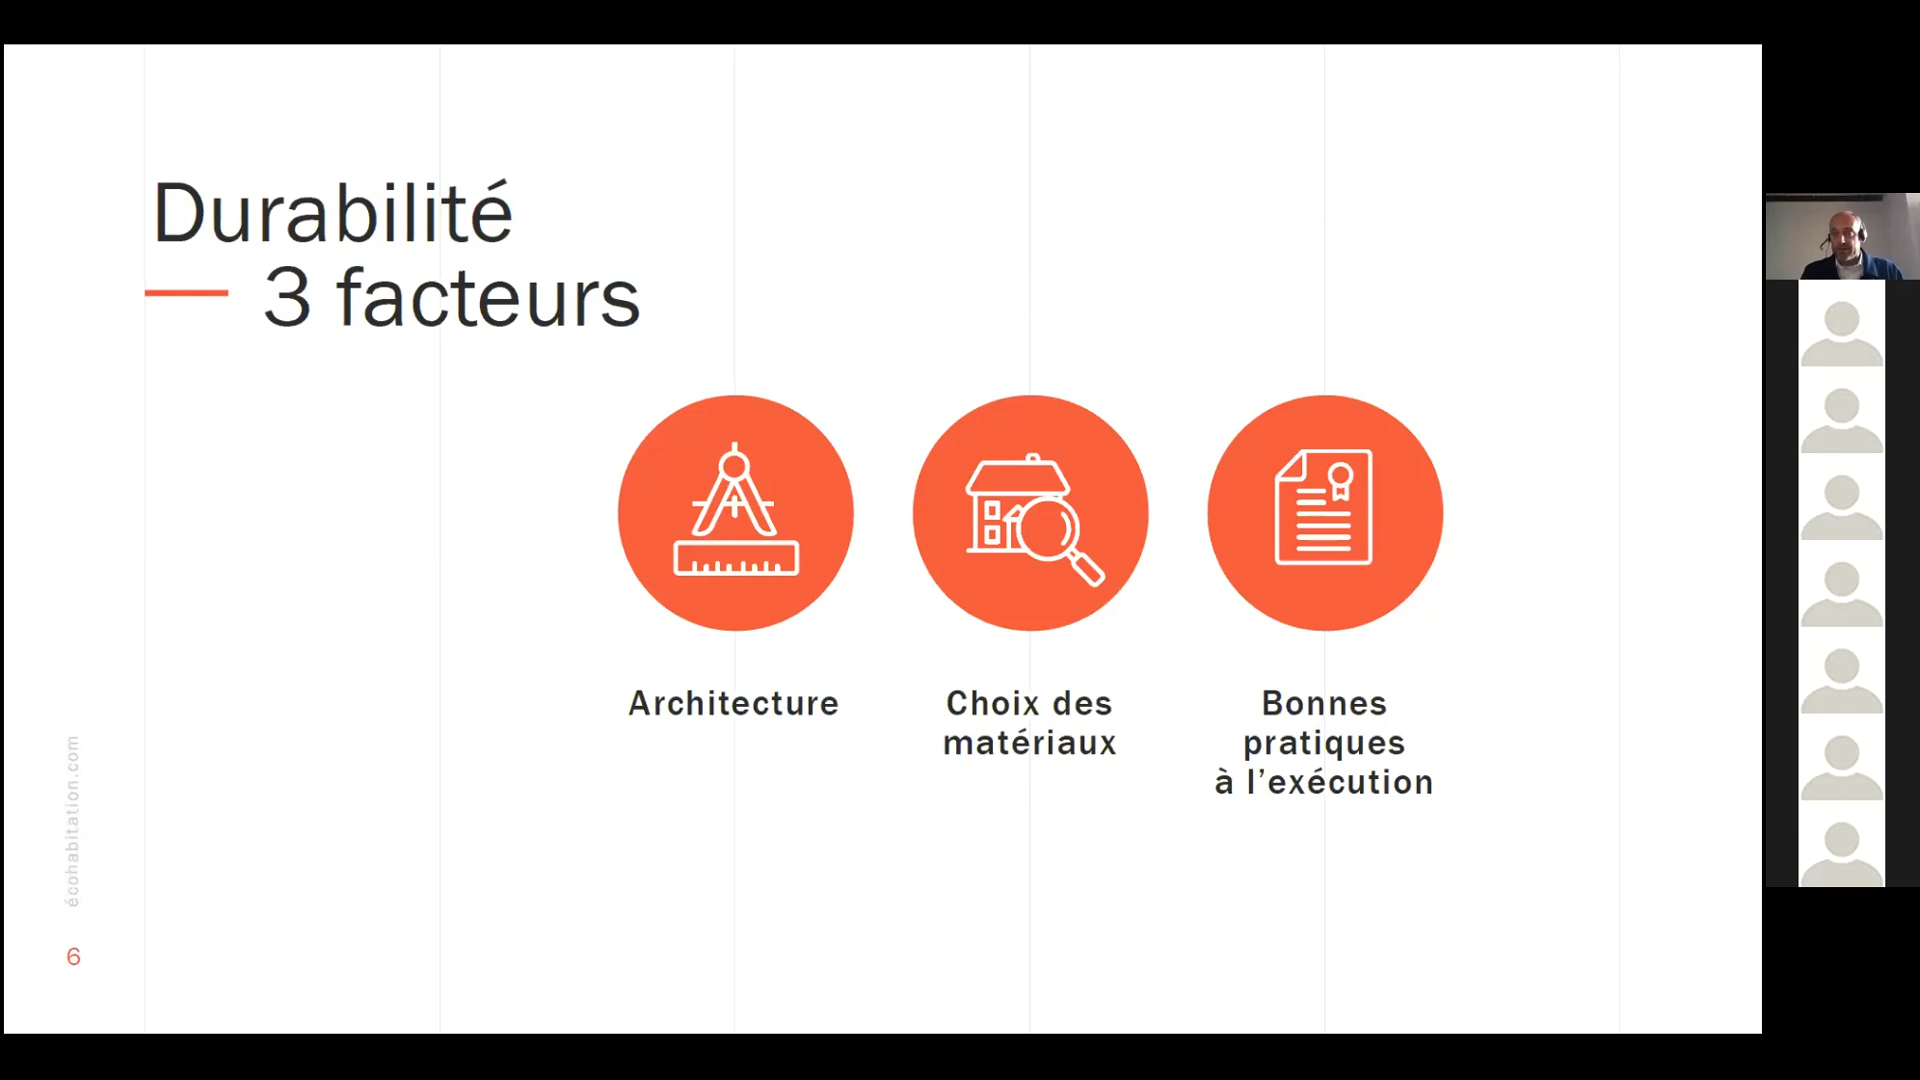 Durabilité
3 facteurs
Architecture
Choix des
matériaux
Bonnes
pratiques
à l’exécution
écohabitation.com
6